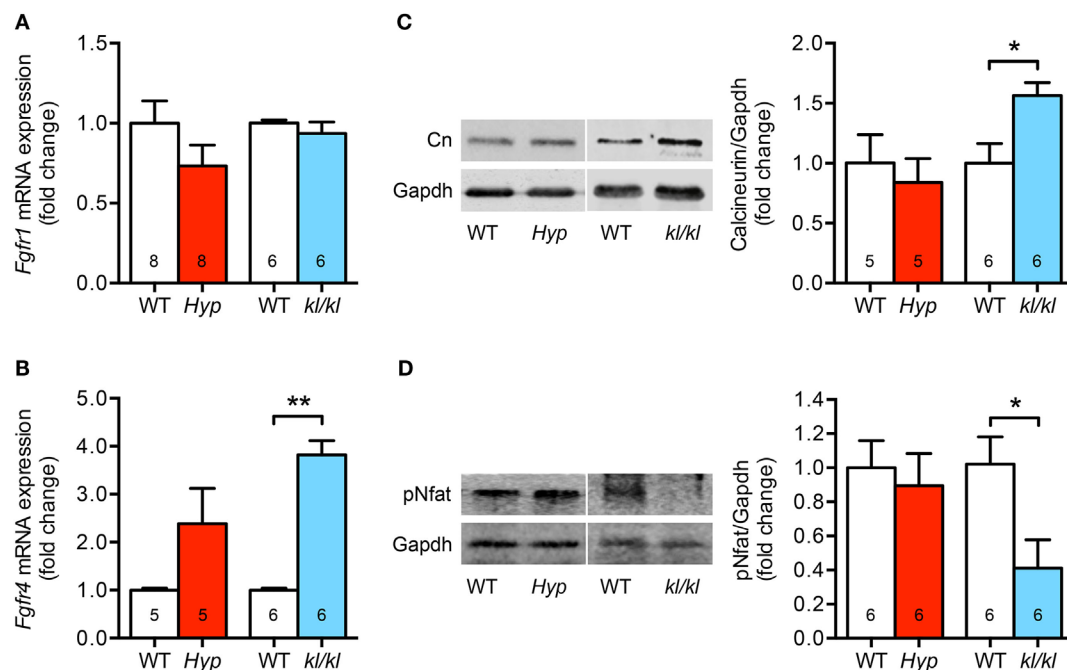 A
Fgfr1 mRNA expression
(fold change)
1.5
1.0
0.5
0.0
8
8
6
6
WT
Hyp
WT
kl/kl
B
Fgfr4 mRNA expression
(fold change)
5.0
4.0
3.0
2.0
1.0
0.0
**
5
5
6
6
WT
Hyp
WT
kl/kl
C
Cn
Gapdh
WT
Hyp
WT
kl/kl
Calcineurin/Gapdh
(fold change)
2.0
1.5
1.0
0.5
0.0
*
5
5
6
6
WT
Hyp
WT
kl/kl
D
pNfat
Gapdh
WT
Hyp
WT
kl/kl
pNfat/Gapdh
(fold change)
1.4
1.2
1.0
0.8
0.6
0.4
0.2
0.0
*
6
6
6
6
WT
Hyp
WT
kl/kl